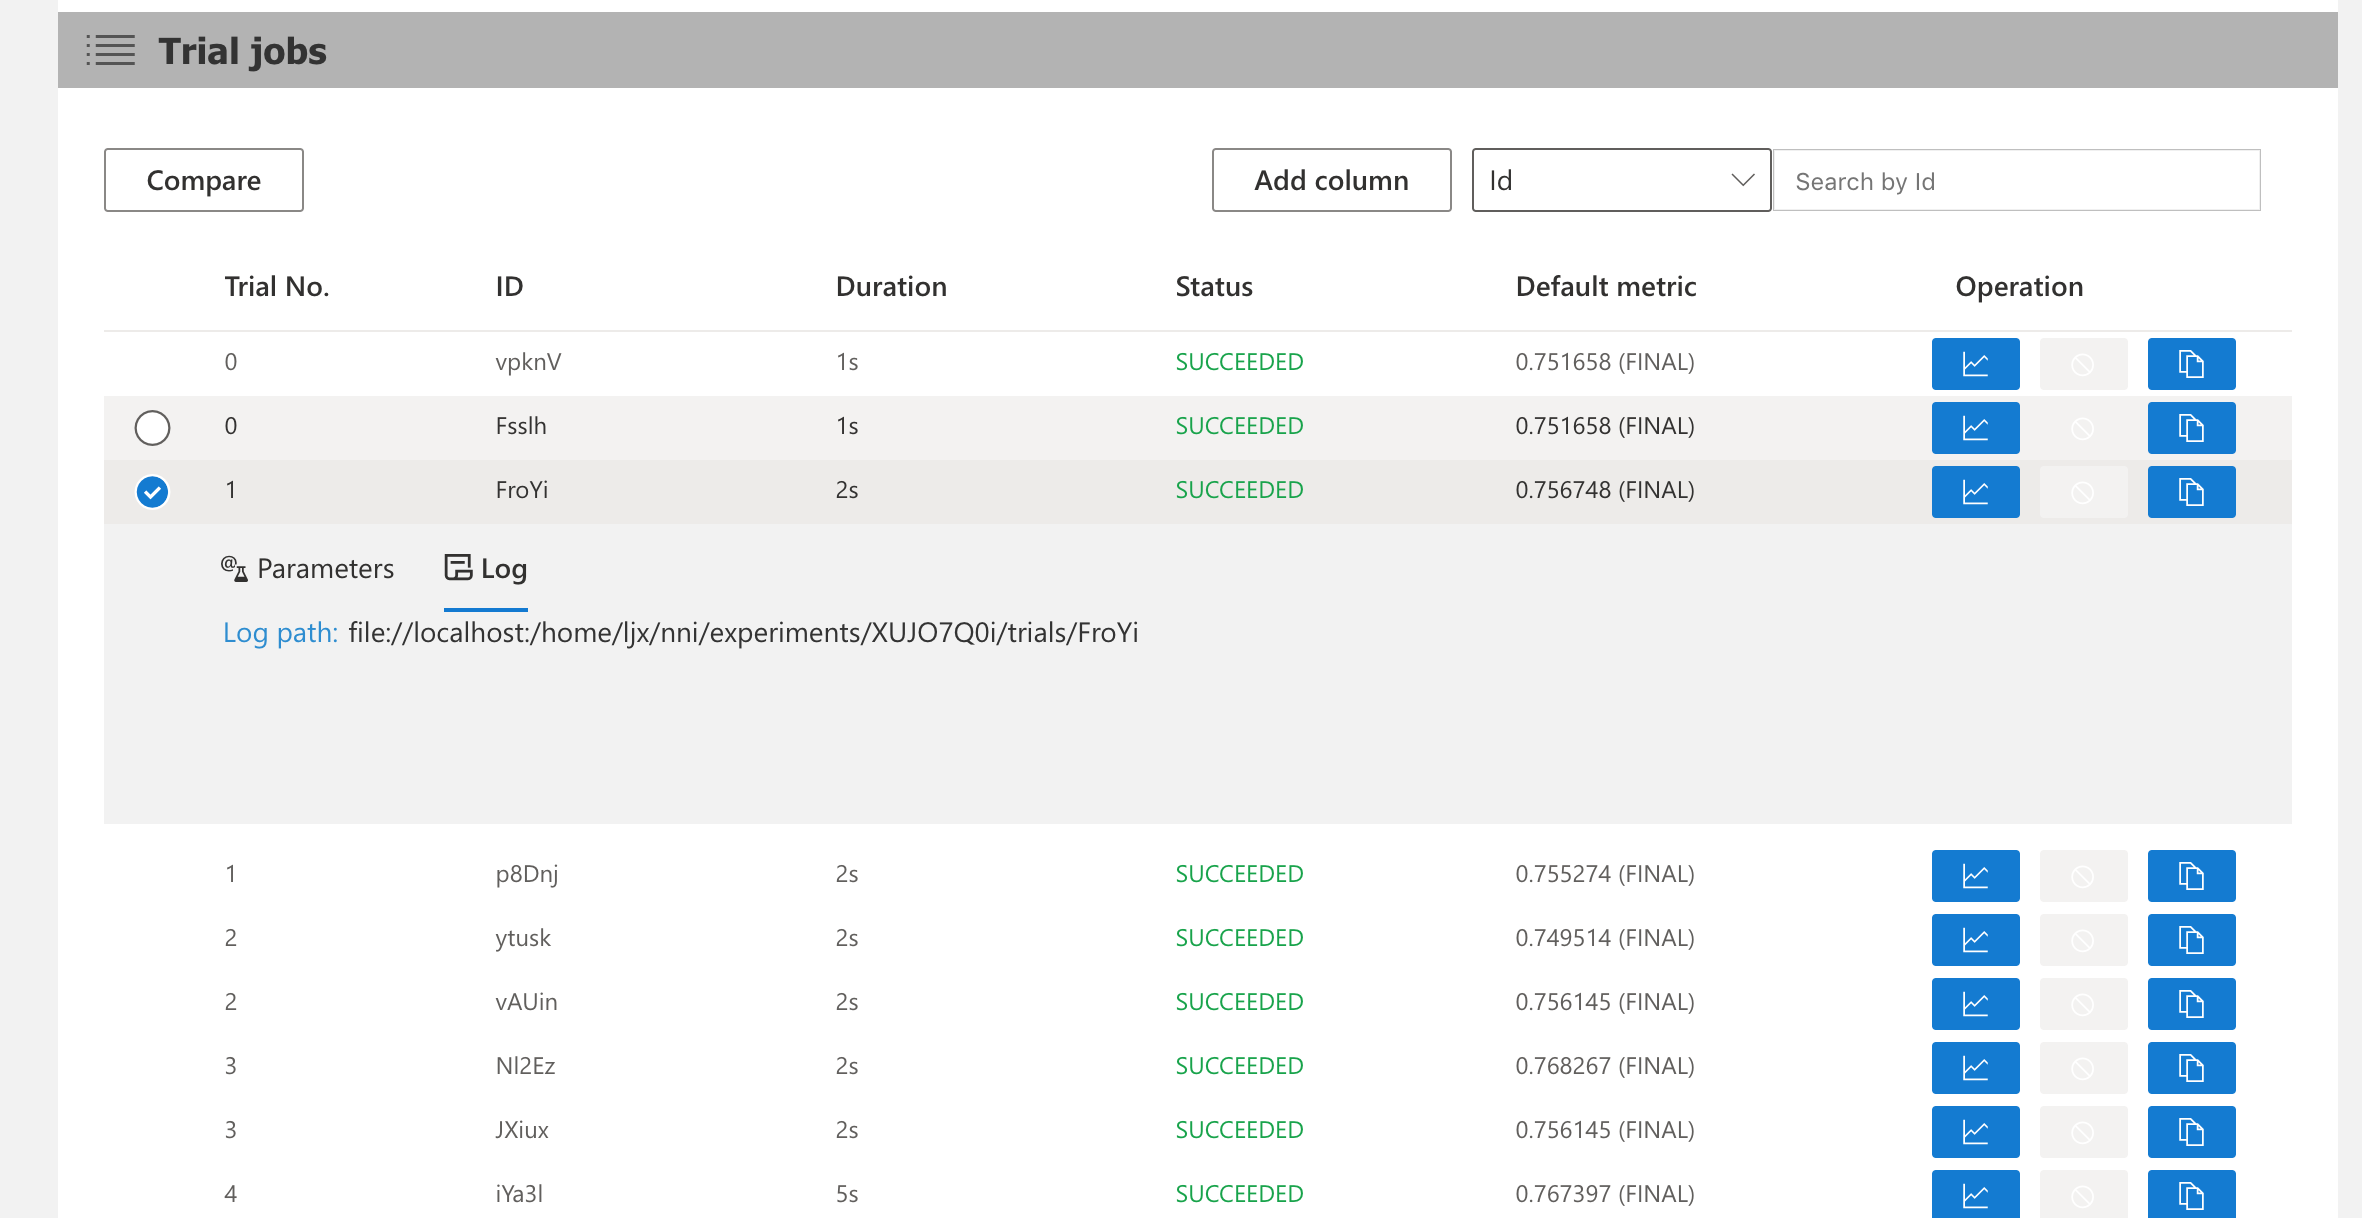 Trial jobs
Compare Add column Id Search by Id
Trial No. ID Duration Status Default metric Operation
0 vpknV 1s SUCCEEDED 0.751658 (FINAL)
0 Fsslh 1s SUCCEEDED 0.751658 (FINAL)
1 FroYi 2s SUCCEEDED 0.756748 (FINAL)
Parameters Log
Log path: file://localhost:/home/ljx/nni/experiments/XUJO7Q0i/trials/FroYi
1 p8Dnj 2s SUCCEEDED 0.755274 (FINAL)
2 ytusk 2s SUCCEEDED 0.749514 (FINAL)
2 vAUin 2s SUCCEEDED 0.756145 (FINAL)
3 Nl2Ez 2s SUCCEEDED 0.768267 (FINAL)
3 JXiux 2s SUCCEEDED 0.756145 (FINAL)
4 iYa3l 5s SUCCEEDED 0.767397 (FINAL)